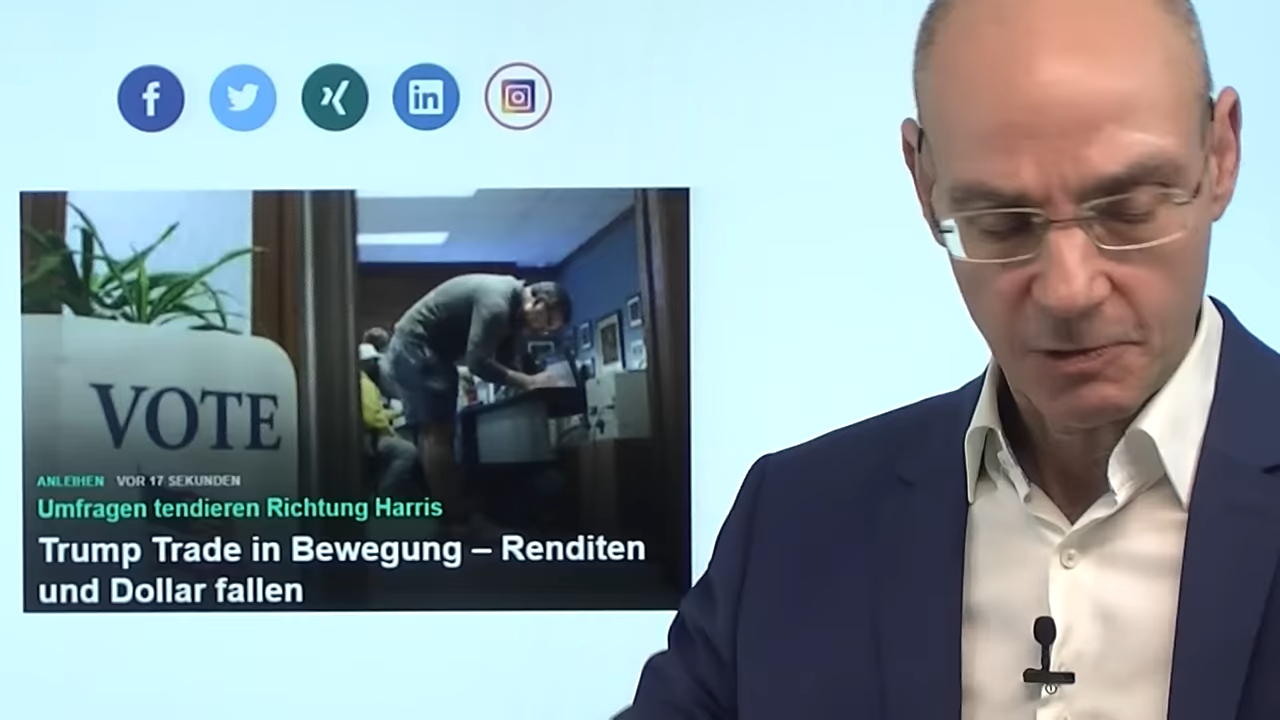 VOTE
ANLEIHEN VOR 17 SEKUNDEN
Umfragen tendieren Richtung Harris
Trump Trade in Bewegung – Renditen
und Dollar fallen